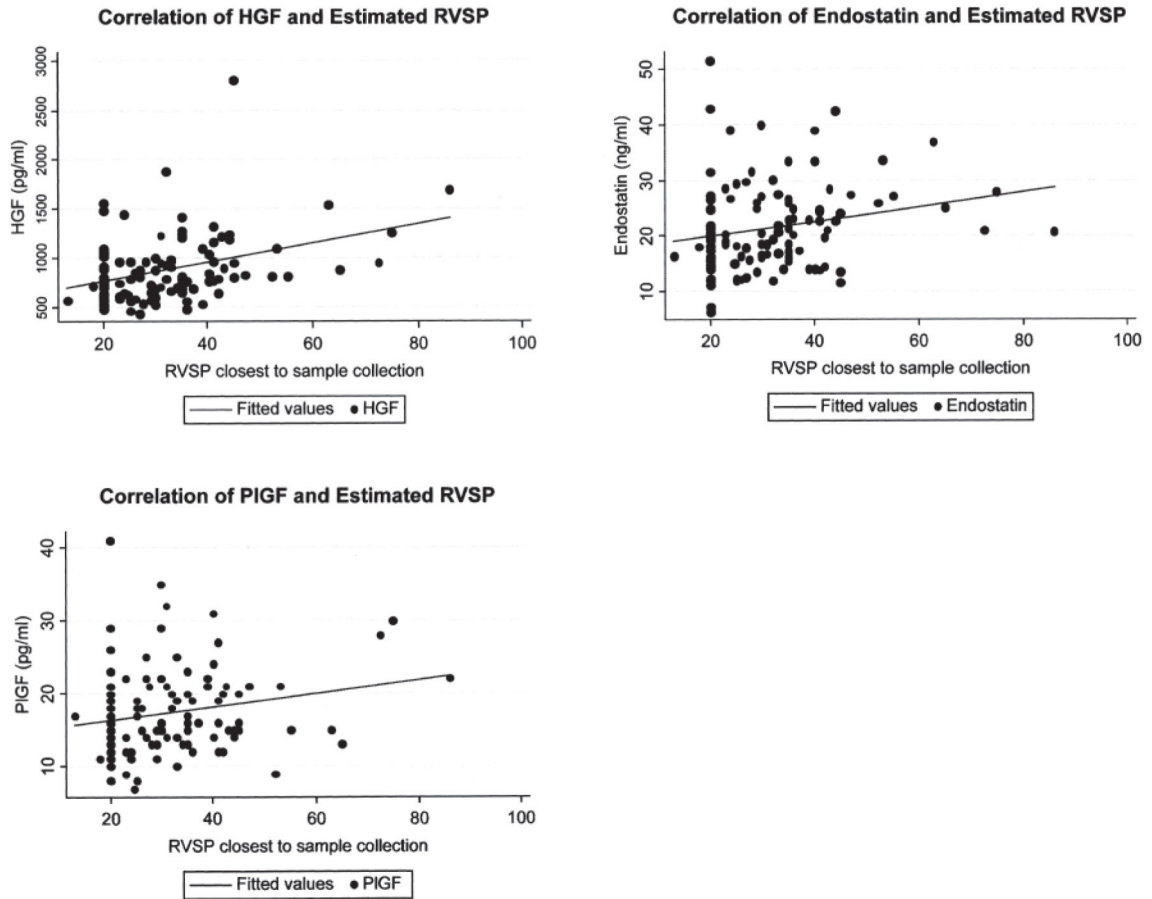 Correlation of HGF and Estimated RVSP
HGF (pg/ml)
3000
2500
2000
1500
1000
500
20 40 60 80 100
RVSP closest to sample collection
Fitted values HGF
Correlation of Endostatin and Estimated RVSP
Endostatin (ng/ml)
50
40
30
20
10
20 40 60 80 100
RVSP closest to sample collection
Fitted values Endostatin
Correlation of PlGF and Estimated RVSP
PlGF (pg/ml)
40
30
20
10
20 40 60 80 100
RVSP closest to sample collection
Fitted values PlGF